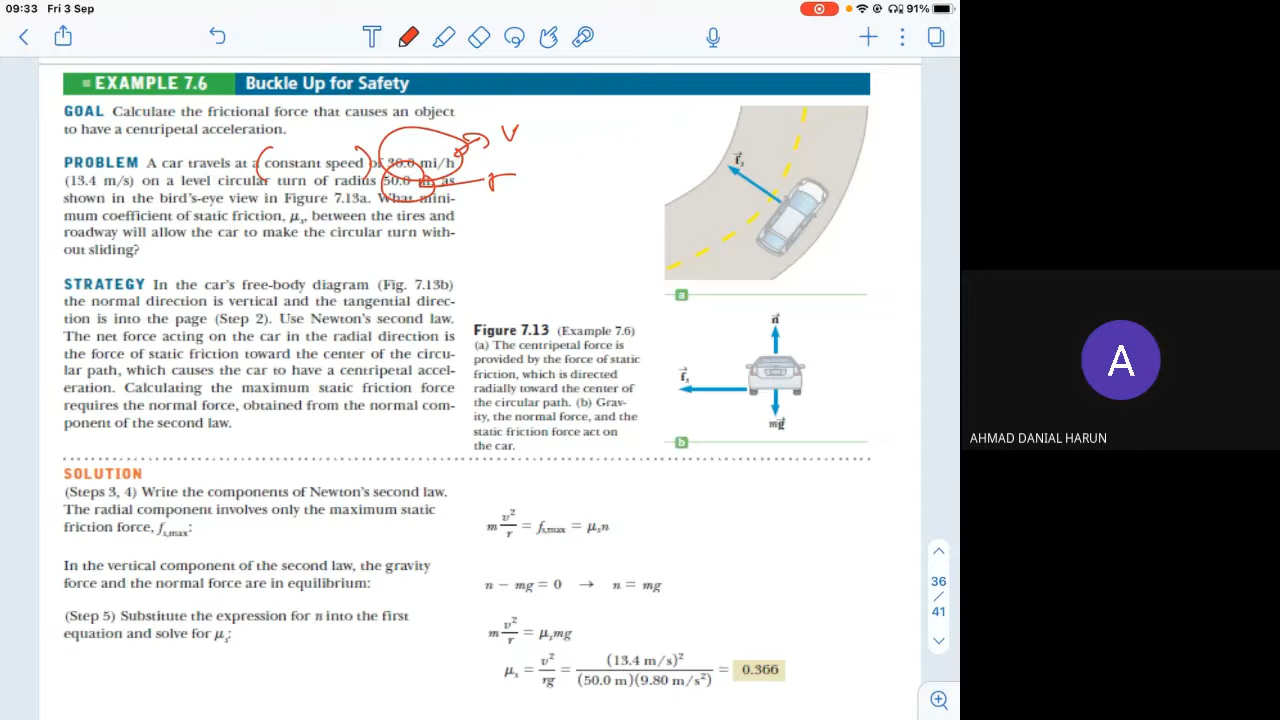 09:33 Fri 3 Sep
91%
T
≡ EXAMPLE 7.6 Buckle Up for Safety
GOAL Calculate the frictional force that causes an object
to have a centripetal acceleration.
PROBLEM A car travels at a constant speed of 30.0 mi/h
(13.4 m/s) on a level circular turn of radius 50.0 m, as
shown in the bird's-eye view in Figure 7.13a. What mini-
mum coefficient of static friction, μs, between the tires and
roadway will allow the car to make the circular turn with-
out sliding?
V
r
STRATEGY In the car's free-body diagram (Fig. 7.13b)
the normal direction is vertical and the tangential direc-
tion is into the page (Step 2). Use Newton's second law.
The net force acting on the car in the radial direction is
the force of static friction toward the center of the circu-
lar path, which causes the car to have a centripetal accel-
eration. Calculating the maximum static friction force
requires the normal force, obtained from the normal com-
ponent of the second law.
Figure 7.13 (Example 7.6)
(a) The centripetal force is
provided by the force of static
friction, which is directed
radially toward the center of
the circular path. (b) Grav-
ity, the normal force, and the
static friction force act on
the car.
f⃗s
a
n⃗
f⃗s
mg⃗
b
SOLUTION
(Steps 3, 4) Write the components of Newton's second law.
The radial component involves only the maximum static
friction force, fs,max:
m v²/r = fs,max = μsn
In the vertical component of the second law, the gravity
force and the normal force are in equilibrium:
n − mg = 0 → n = mg
(Step 5) Substitute the expression for n into the first
equation and solve for μs:
m v²/r = μsmg
μs = v²/rg = (13.4 m/s)²/(50.0 m)(9.80 m/s²) = 0.366
36
/
41
A
AHMAD DANIAL HARUN